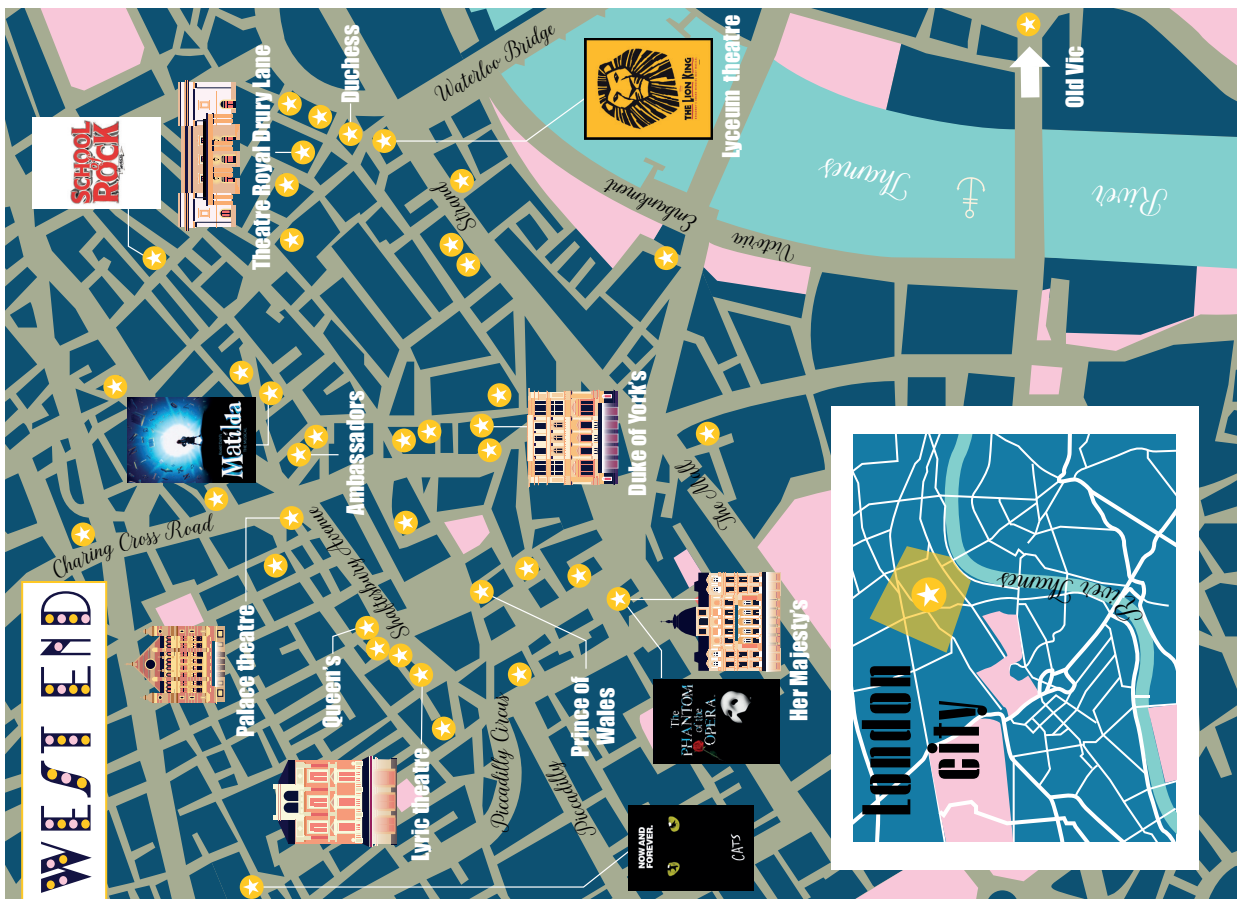 WEST END
Charing Cross Road
SCHOOL
OF
ROCK
Matilda
Palace theatre
Theatre Royal Drury Lane
Queen's
Shaftesbury Avenue
Ambassadors
Duchess
Lyric theatre
Strand
Waterloo Bridge
Piccadilly Circus
Piccadilly
Prince of
Wales
Duke of York's
Embankment
Victoria
NOW AND
FOREVER.
CATS
The
PHANTOM
of the
OPERA
THE LION KING
Lyceum theatre
The Mall
Her Majesty's
River
Thames
Old Vic
London
city
River Thames